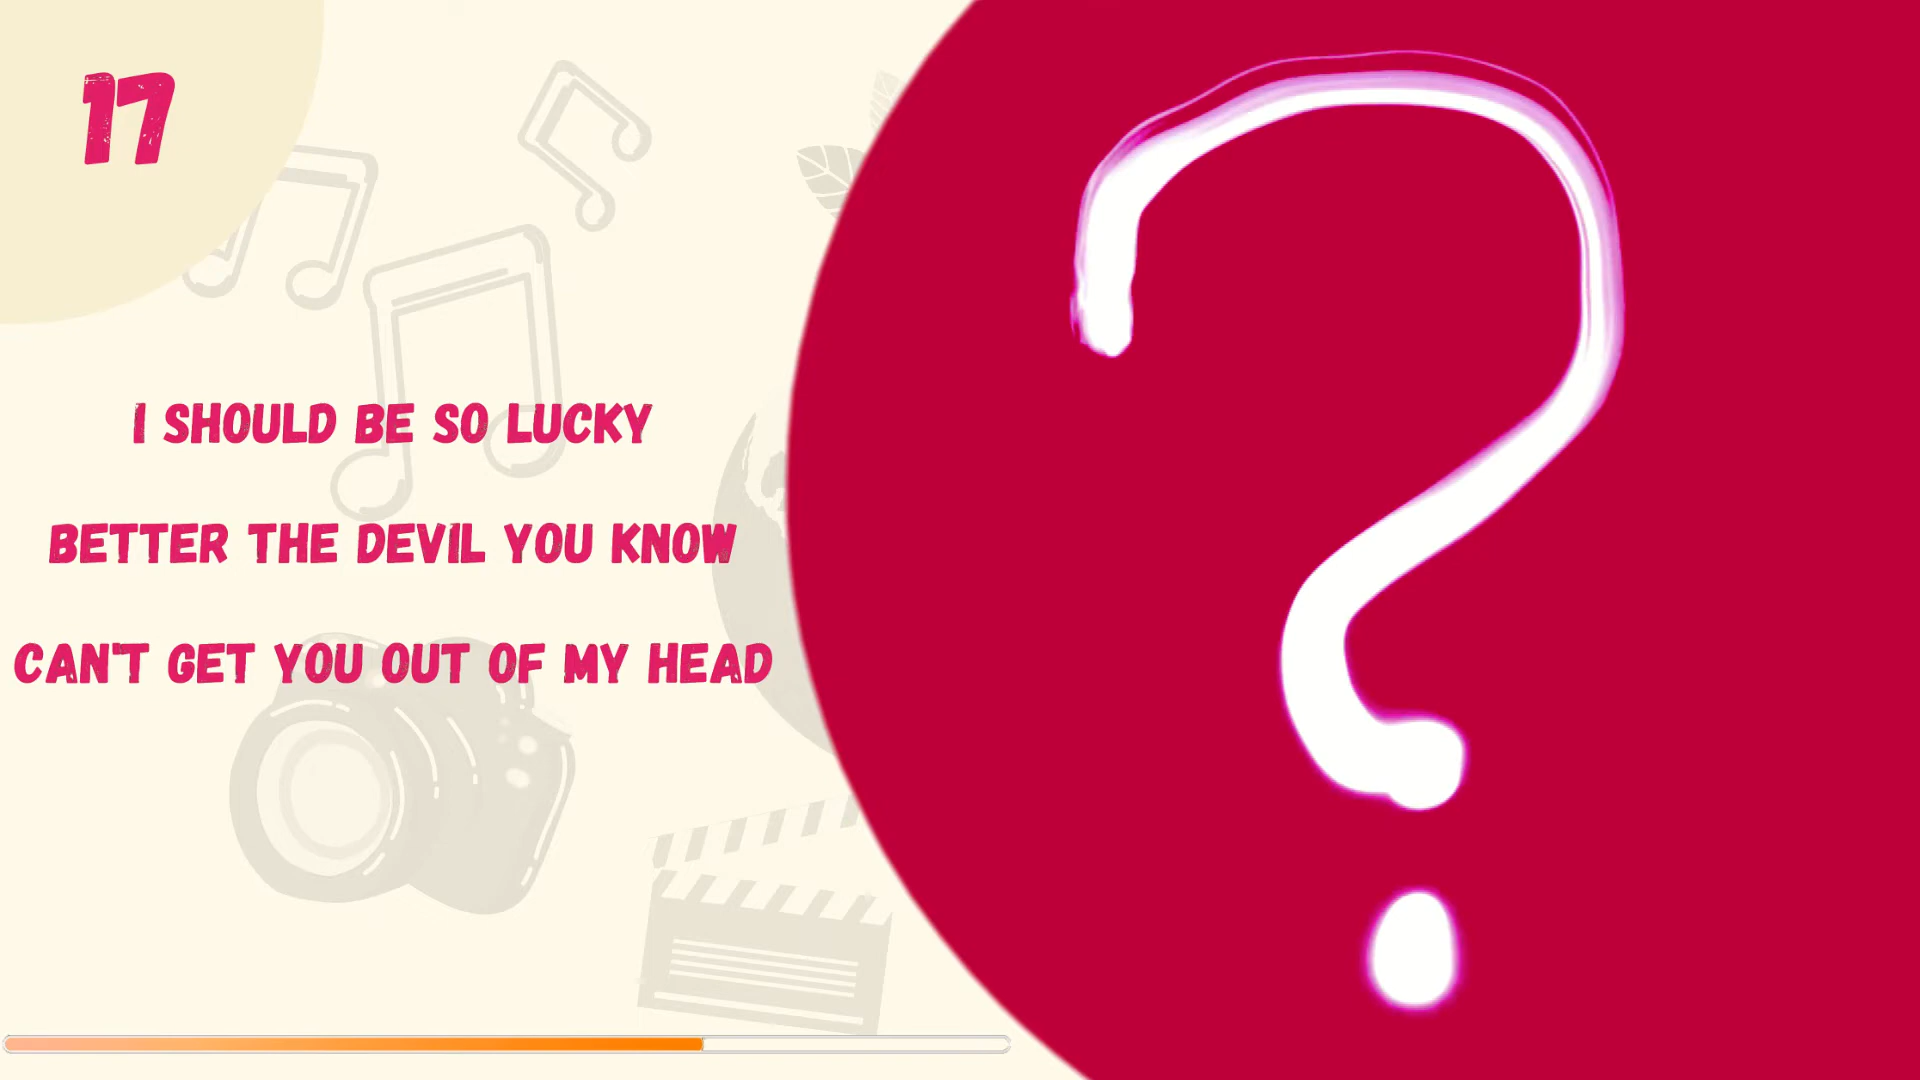 17
I SHOULD BE SO LUCKY
BETTER THE DEVIL YOU KNOW
CAN'T GET YOU OUT OF MY HEAD
?